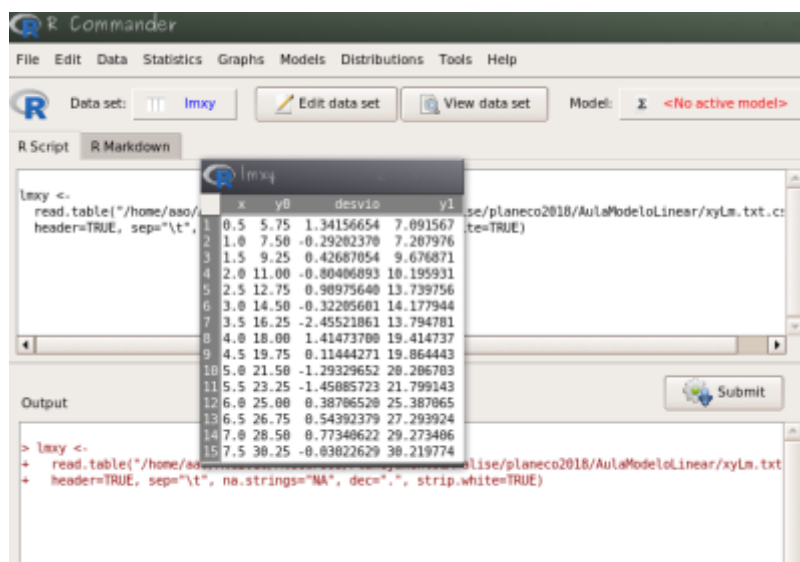 R Commander
File Edit Data Statistics Graphs Models Distributions Tools Help
R Data set: lmxy Edit data set View data set Model: Σ <No active model>
R Script R Markdown
lmxy <-
read.table("/home/aao/
se/planeco2018/AulaModeloLinear/xyLm.txt.cs
header=TRUE, sep="\t",
te=TRUE)
R lmxy
x y0 desvio y1
1 0.5 5.75 1.34156654 7.091567
2 1.0 7.50 -0.29202370 7.207976
3 1.5 9.25 0.42687054 9.676871
4 2.0 11.00 -0.80406893 10.195931
5 2.5 12.75 0.98975640 13.739756
6 3.0 14.50 -0.32205601 14.177944
7 3.5 16.25 -2.45521861 13.794781
8 4.0 18.00 1.41473700 19.414737
9 4.5 19.75 0.11444271 19.864443
10 5.0 21.50 -1.29329652 20.206703
11 5.5 23.25 -1.45085723 21.799143
12 6.0 25.00 0.38706520 25.387065
13 6.5 26.75 0.54392379 27.293924
14 7.0 28.50 0.77340622 29.273406
15 7.5 30.25 -0.03022629 30.219774
Output
Submit
> lmxy <-
+ read.table("/home/aao
alise/planeco2018/AulaModeloLinear/xyLm.txt
+ header=TRUE, sep="\t", na.strings="NA", dec=".", strip.white=TRUE)